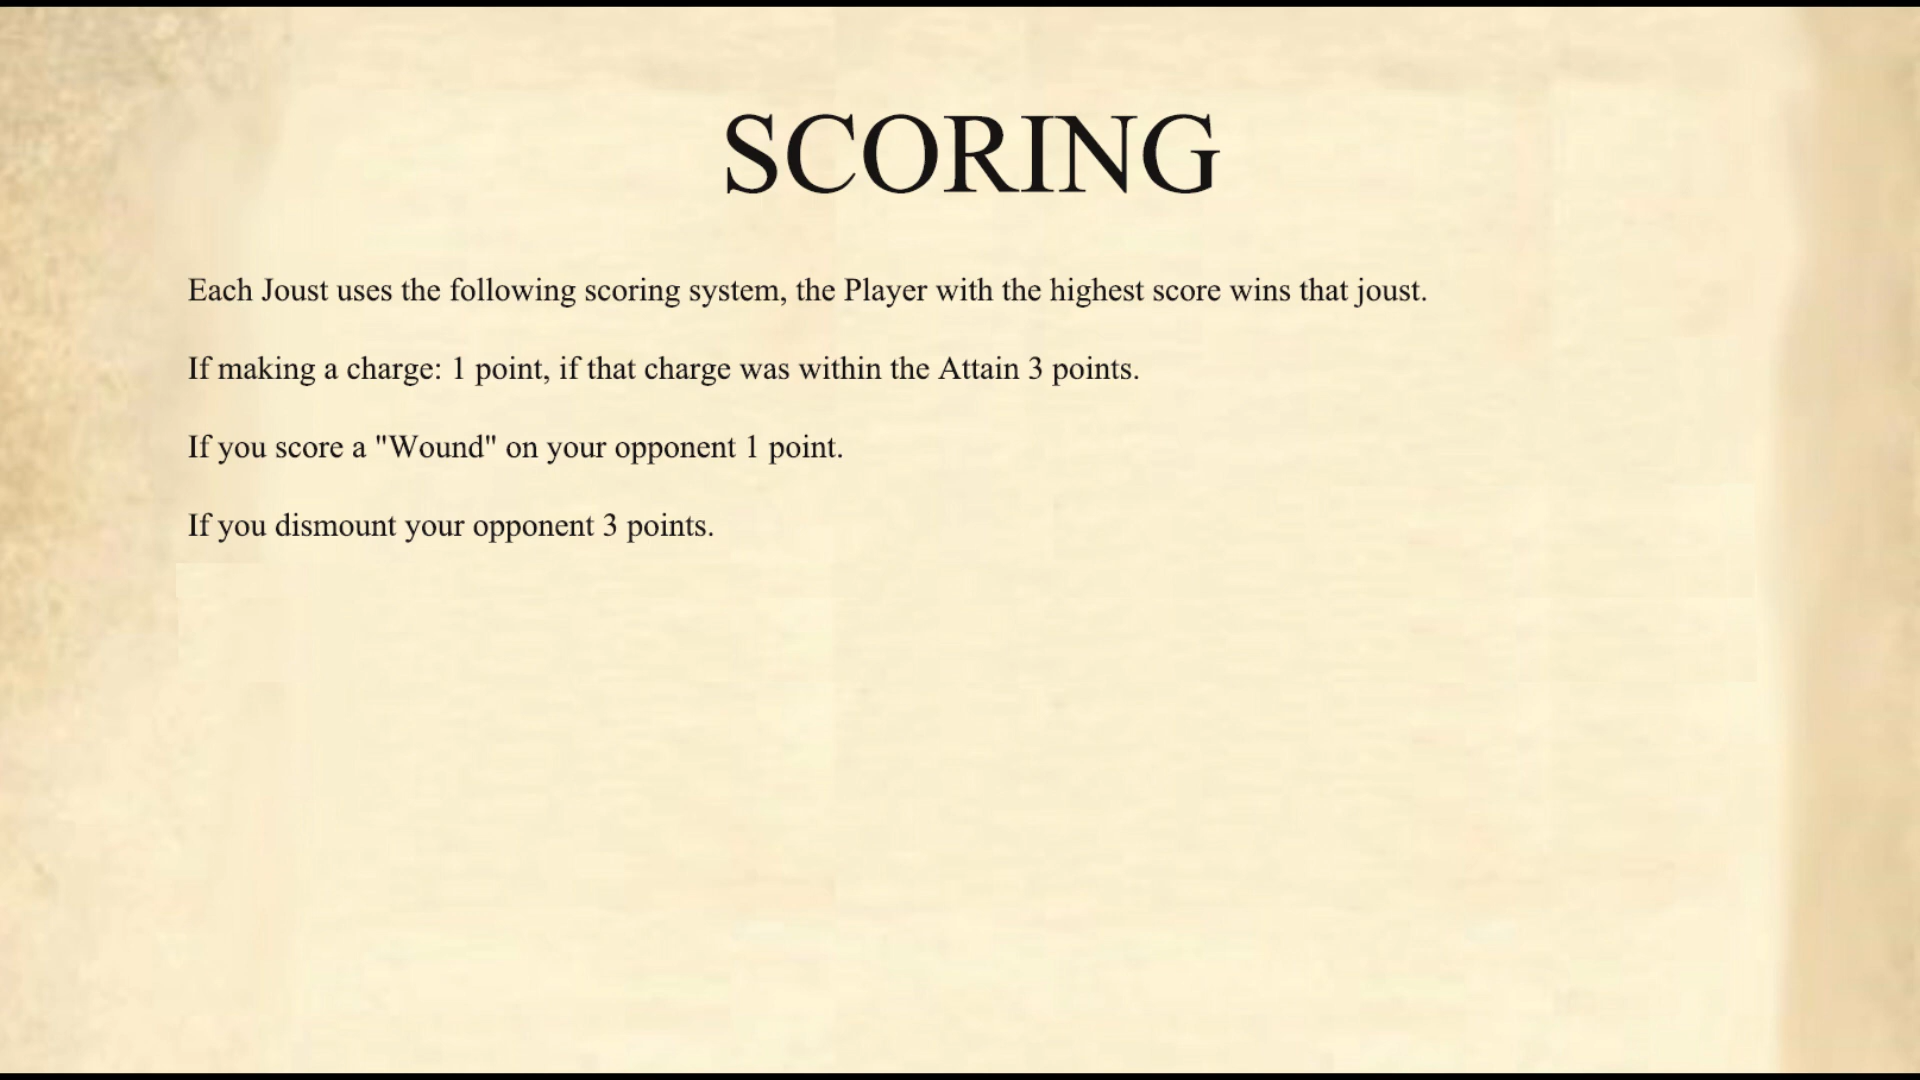 SCORING
Each Joust uses the following scoring system, the Player with the highest score wins that joust.
If making a charge: 1 point, if that charge was within the Attain 3 points.
If you score a "Wound" on your opponent 1 point.
If you dismount your opponent 3 points.